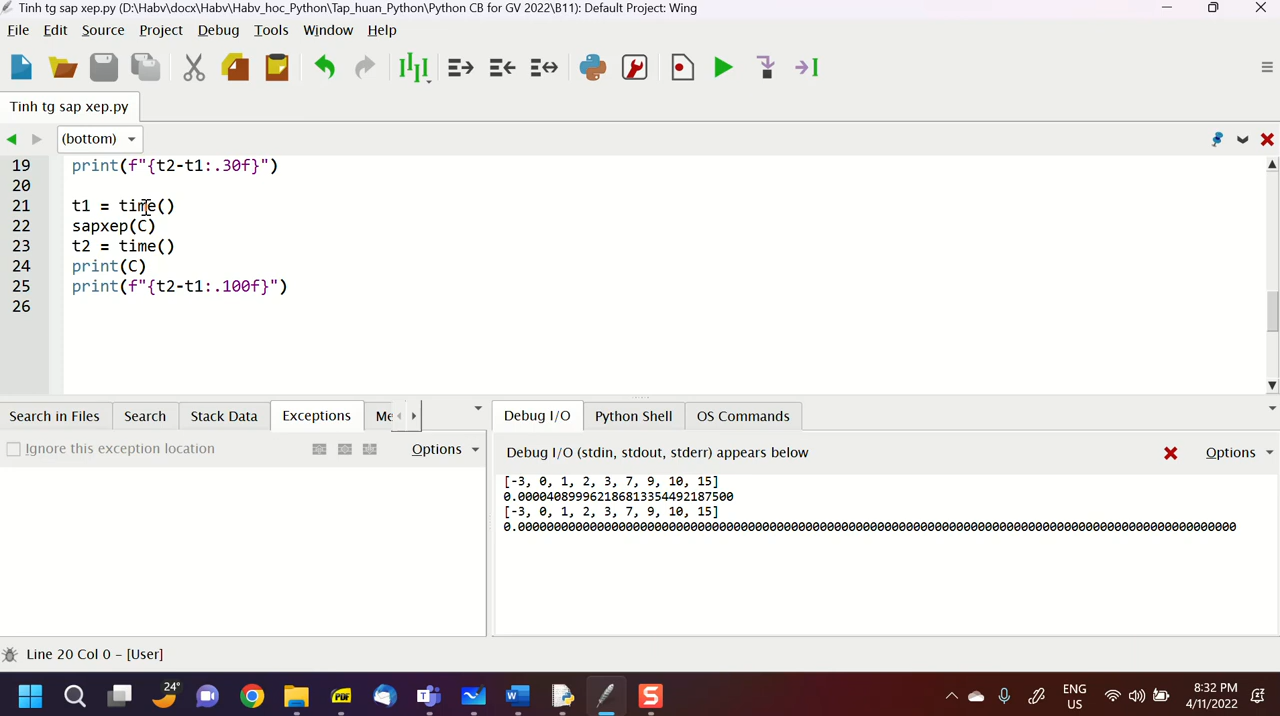 Tinh tg sap xep.py (D:\Habv\docx\Habv\Habv_hoc_Python\Tap_huan_Python\Python CB for GV 2022\B11): Default Project: Wing
File Edit Source Project Debug Tools Window Help
Tinh tg sap xep.py
(bottom)
19 print(f"{t2-t1:.30f}")
20
21 t1 = time()
22 sapxep(C)
23 t2 = time()
24 print(C)
25 print(f"{t2-t1:.100f}")
26
Search in Files Search Stack Data Exceptions Me
Debug I/O Python Shell OS Commands
Ignore this exception location Options
Debug I/O (stdin, stdout, stderr) appears below Options
[-3, 0, 1, 2, 3, 7, 9, 10, 15]
0.000040899962186813354492187500
[-3, 0, 1, 2, 3, 7, 9, 10, 15]
0.0000000000000000000000000000000000000000000000000000000000000000000000000000000000000000000000000000
Line 20 Col 0 - [User]
24°
PDF
S
ENG
US
8:32 PM
4/11/2022